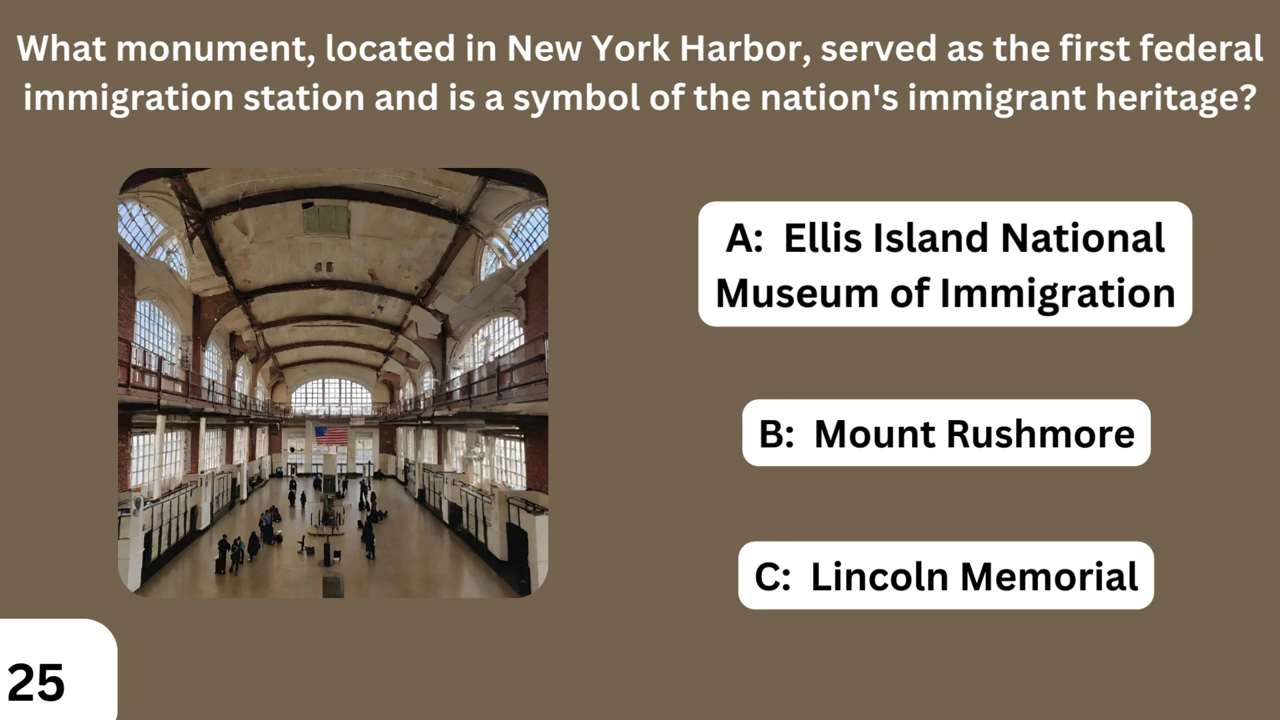 What monument, located in New York Harbor, served as the first federal
immigration station and is a symbol of the nation's immigrant heritage?
A: Ellis Island National
Museum of Immigration
B: Mount Rushmore
C: Lincoln Memorial
25